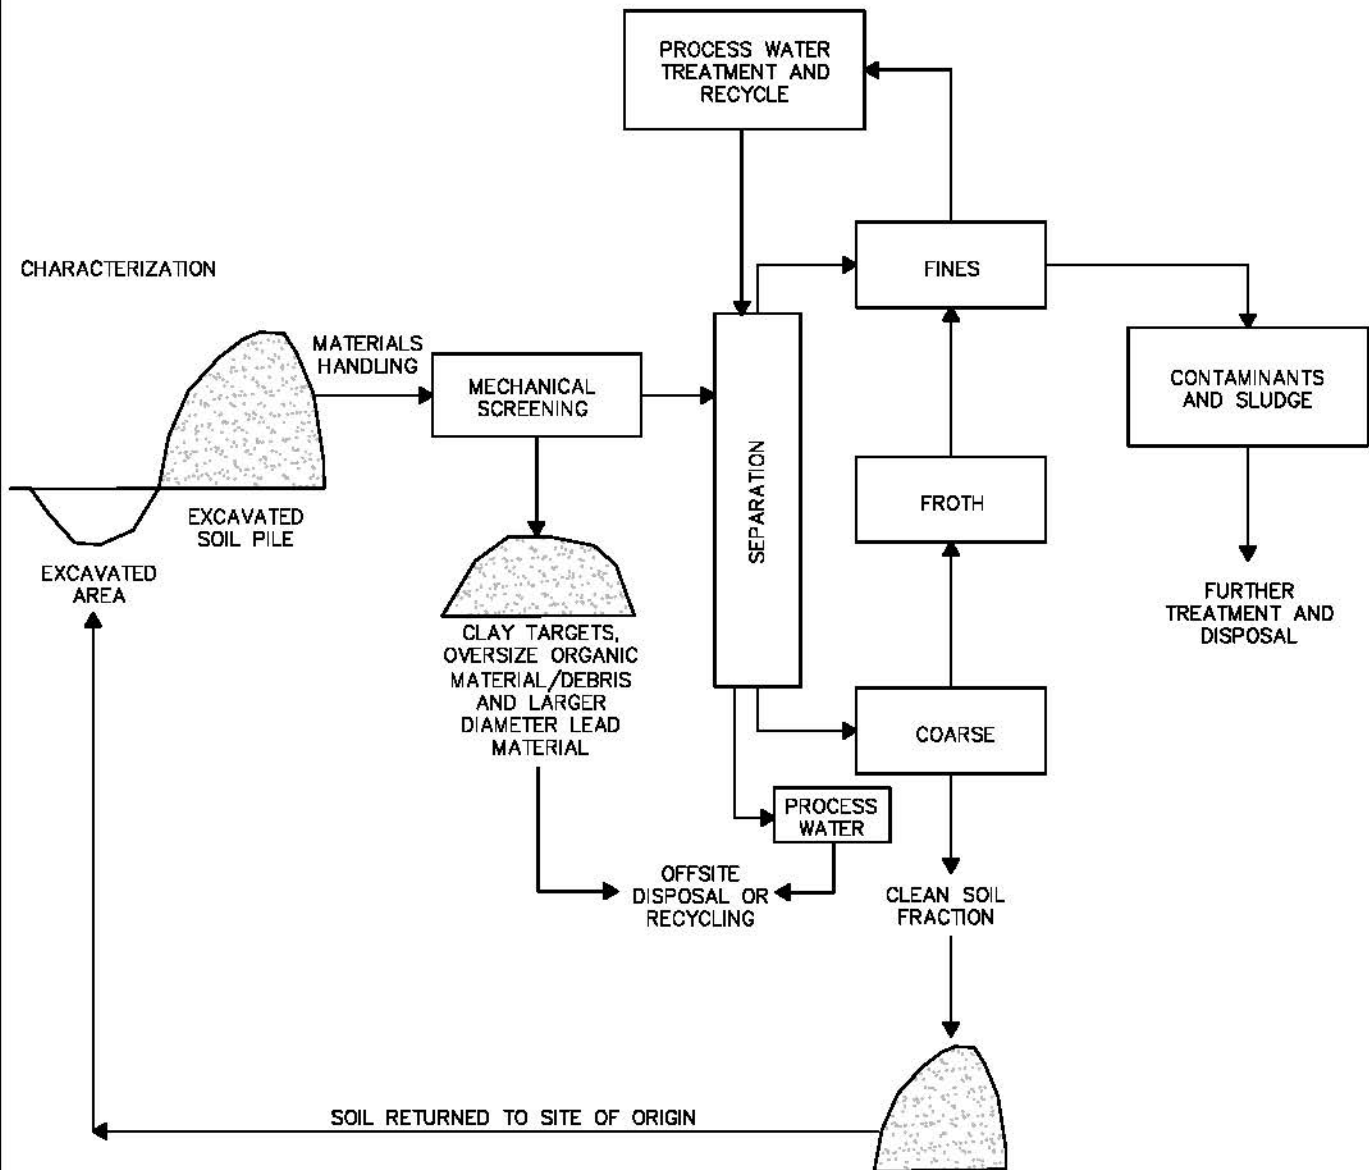 PROCESS WATER
TREATMENT AND
RECYCLE
CHARACTERIZATION
FINES
MATERIALS
HANDLING
MECHANICAL
SCREENING
CONTAMINANTS
AND SLUDGE
SEPARATION
FROTH
EXCAVATED
SOIL PILE
EXCAVATED
AREA
FURTHER
TREATMENT AND
DISPOSAL
CLAY TARGETS,
OVERSIZE ORGANIC
MATERIAL/DEBRIS
AND LARGER
DIAMETER LEAD
MATERIAL
COARSE
PROCESS
WATER
OFFSITE
DISPOSAL OR
RECYCLING
CLEAN SOIL
FRACTION
SOIL RETURNED TO SITE OF ORIGIN